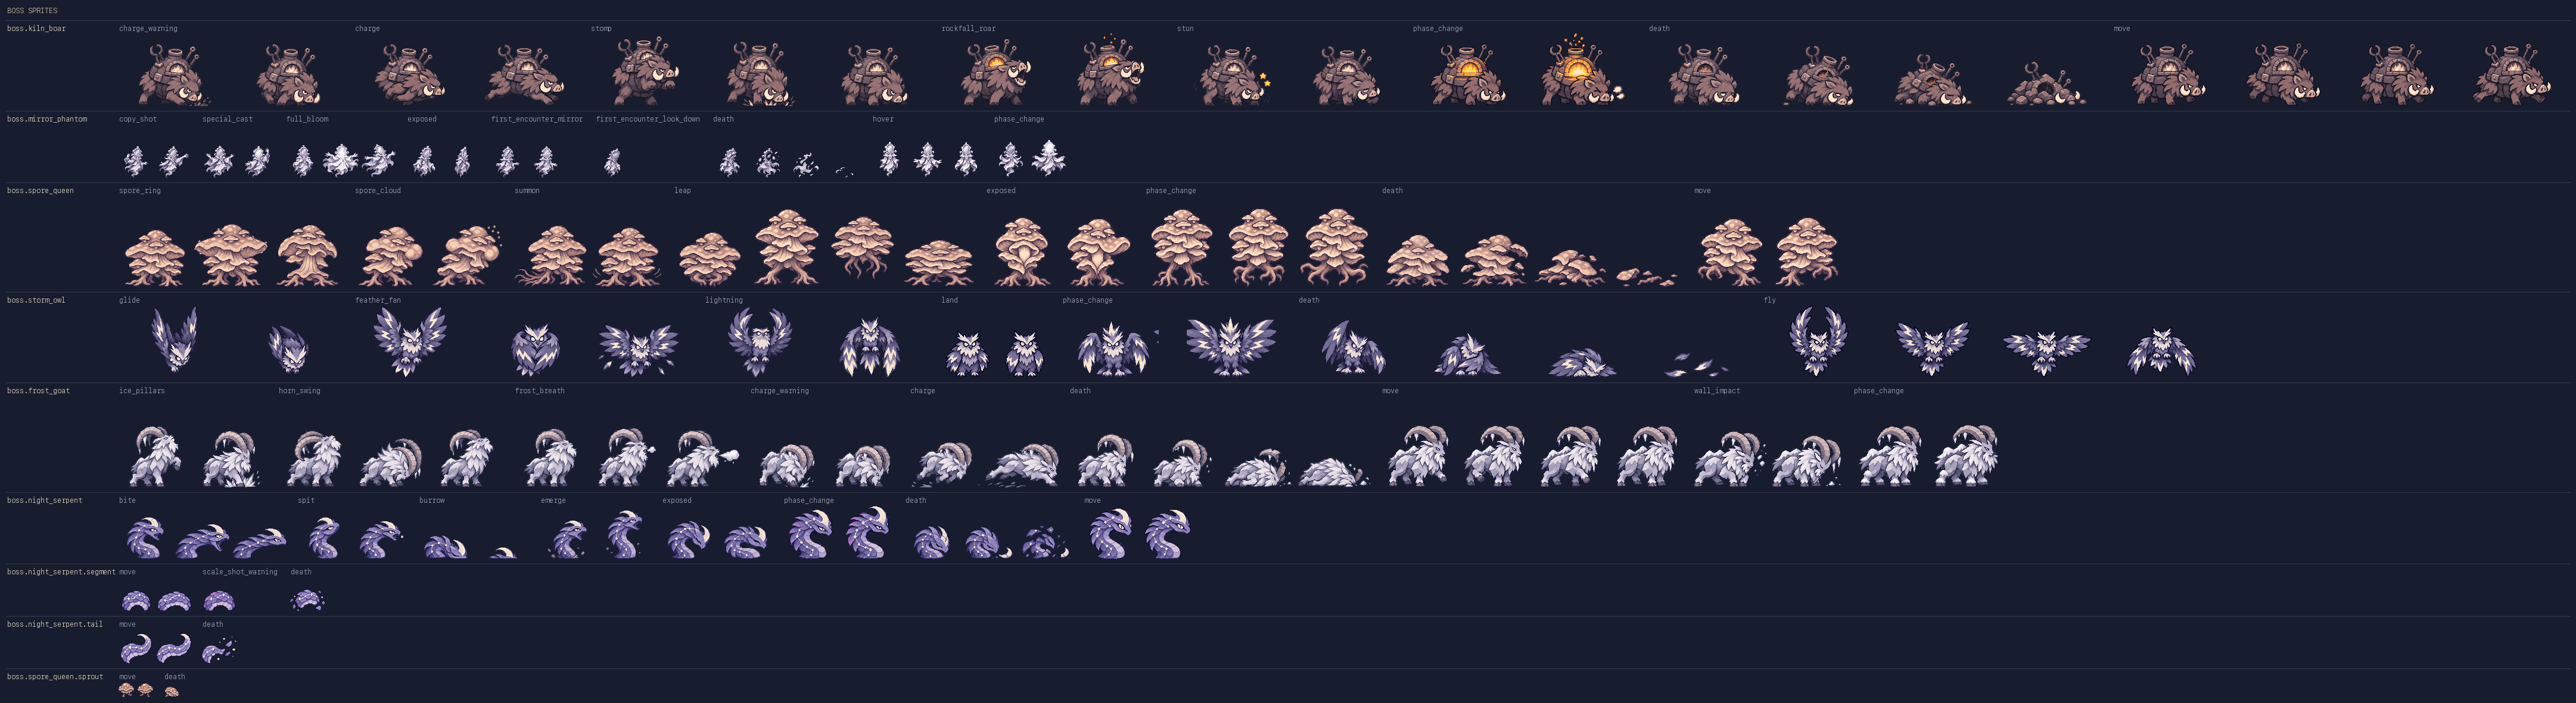 BOSS SPRITES
boss.kiln_boar charge_warning charge stomp rockfall_roar stun phase_change death move
boss.mirror_phantom copy_shot special_cast full_bloom exposed first_encounter_mirror first_encounter_look_down death hover phase_change
boss.spore_queen spore_ring spore_cloud summon leap exposed phase_change death move
boss.storm_owl glide feather_fan lightning land phase_change death fly
boss.frost_goat ice_pillars horn_swing frost_breath charge_warning charge death move wall_impact phase_change
boss.night_serpent bite spit burrow emerge exposed phase_change death move
boss.night_serpent.segment move scale_shot_warning death
boss.night_serpent.tail move death
boss.spore_queen.sprout move death